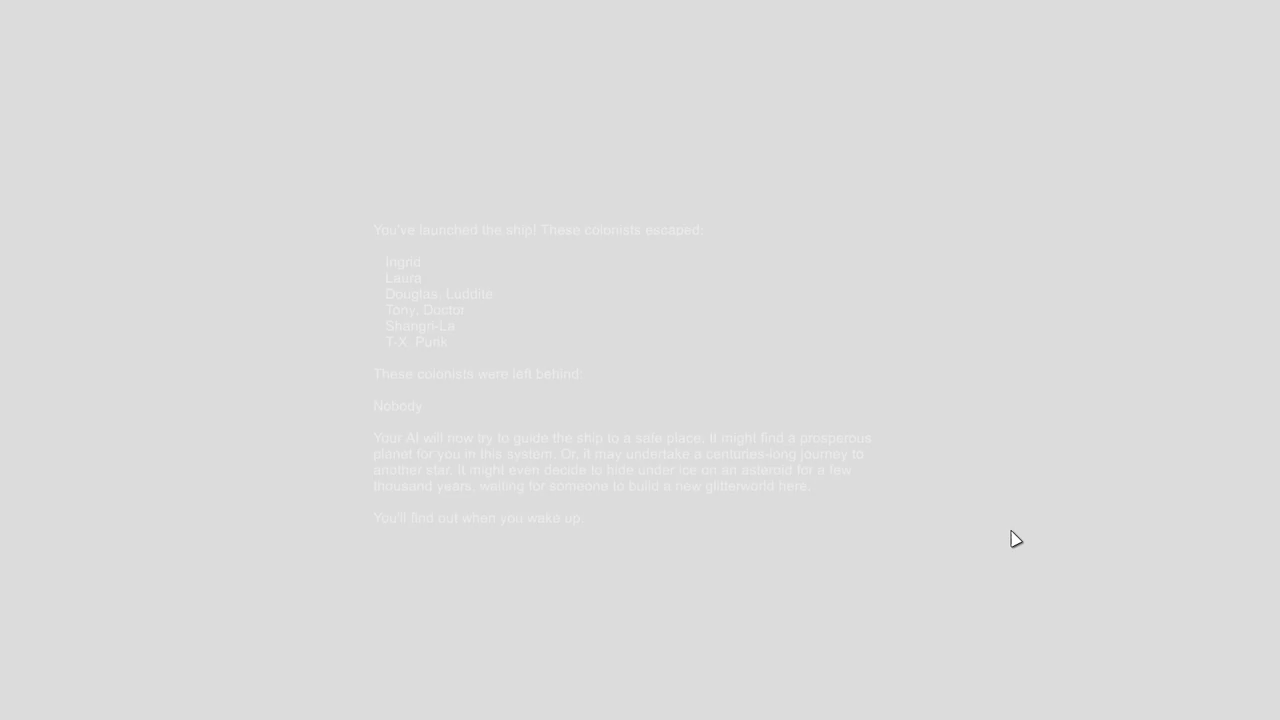 You've launched the ship! These colonists escaped:
Ingrid
Laura
Douglas, Luddite
Tony, Doctor
Shangri-La
T-X, Punk
These colonists were left behind:
Nobody
Your AI will now try to guide the ship to a safe place. It might find a prosperous
planet for you in this system. Or, it may undertake a centuries-long journey to
another star. It might even decide to hide under ice on an asteroid for a few
thousand years, waiting for someone to build a new glitterworld here.
You'll find out when you wake up.